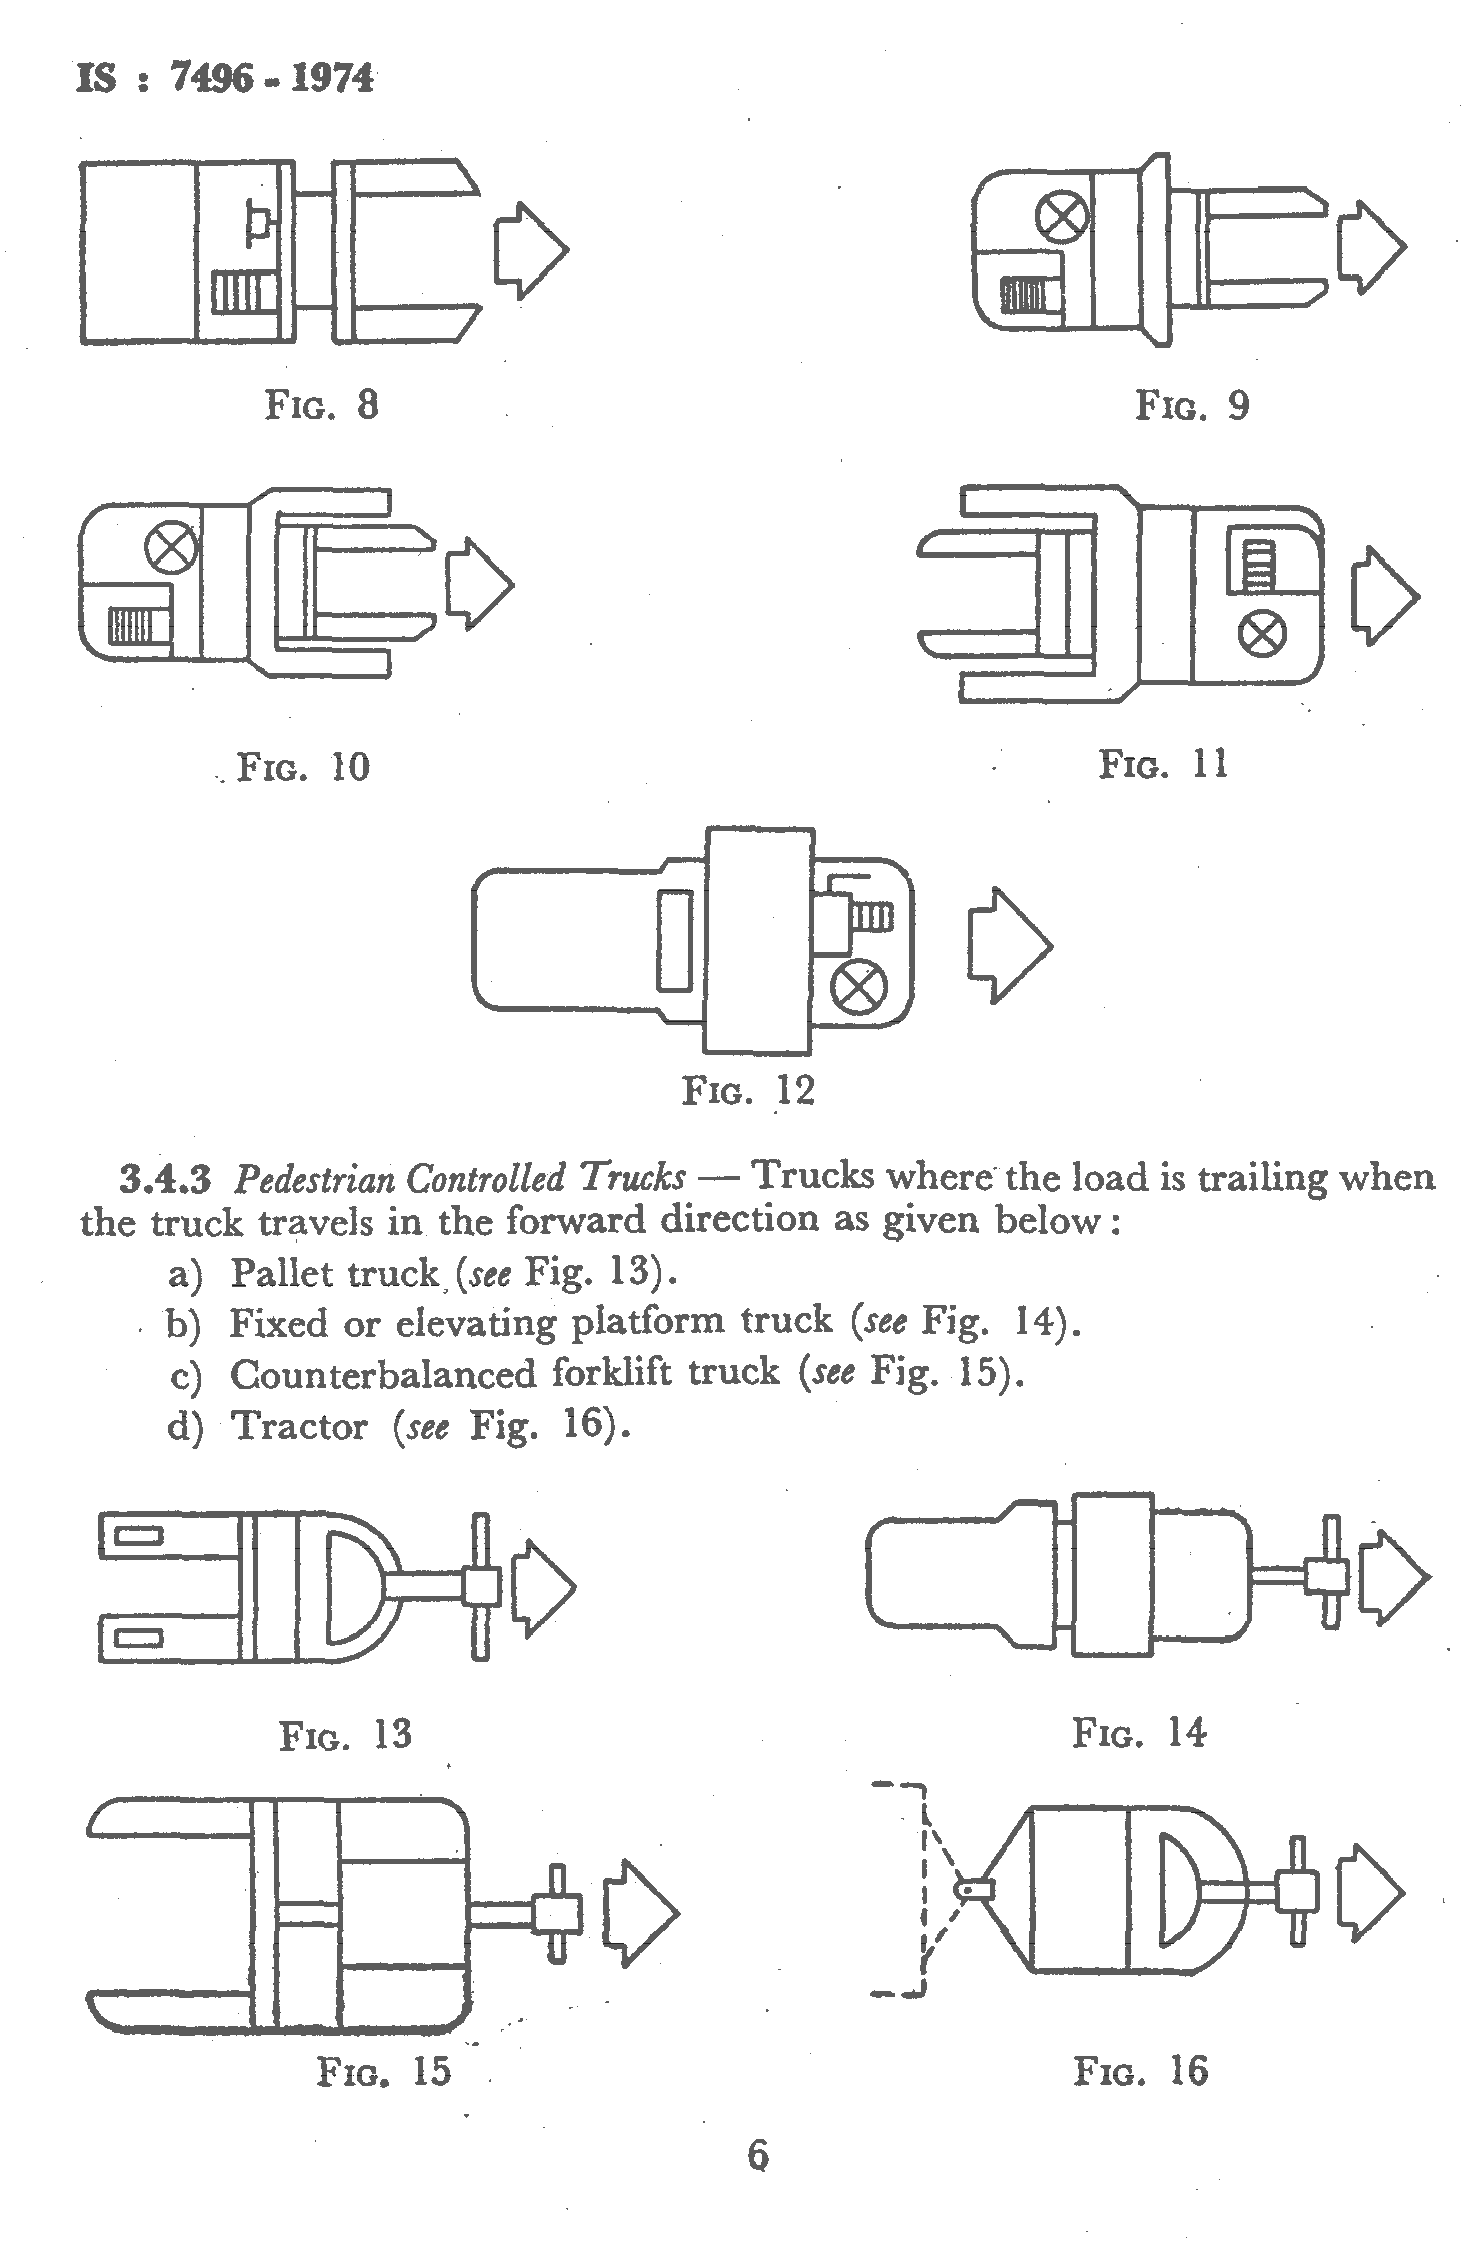 IS : 7496 - 1974
FIG. 8
FIG. 9
FIG. 10
FIG. 11
FIG. 12
3.4.3 Pedestrian Controlled Trucks — Trucks where the load is trailing when
the truck travels in the forward direction as given below :
a) Pallet truck (see Fig. 13).
b) Fixed or elevating platform truck (see Fig. 14).
c) Counterbalanced forklift truck (see Fig. 15).
d) Tractor (see Fig. 16).
FIG. 13
FIG. 14
FIG. 15
FIG. 16
6